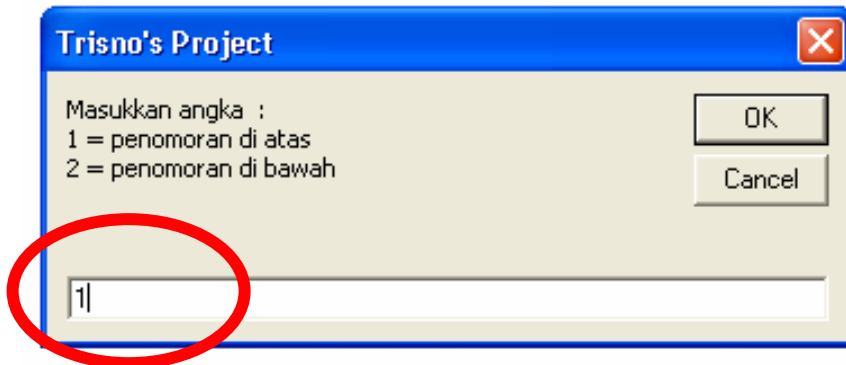 Trisno's Project
Masukkan angka :
1 = penomoran di atas
2 = penomoran di bawah
OK
Cancel
1